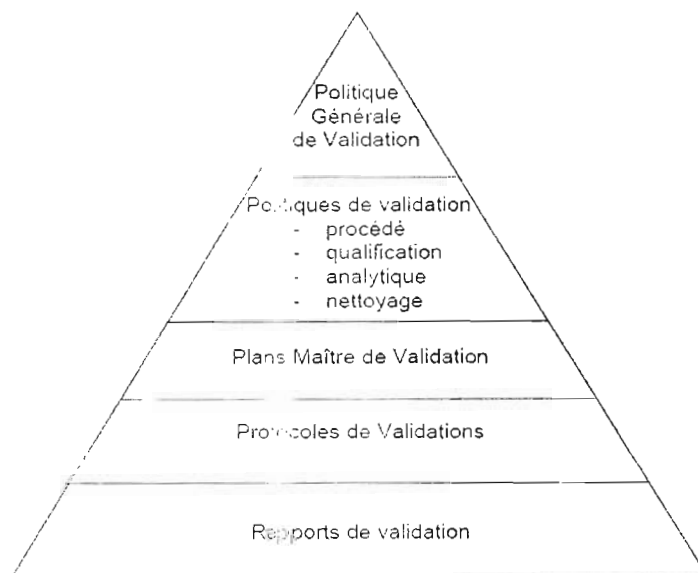 Politique
Générale
de Validation
Politiques de validation
- procédé
- qualification
- analytique
- nettoyage
Plans Maître de Validation
Protocoles de Validations
Rapports de validation